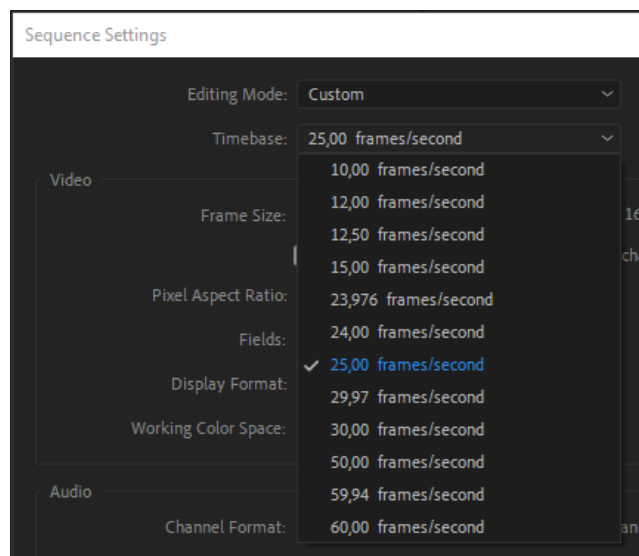 Sequence Settings
Editing Mode: Custom
Timebase: 25,00 frames/second
10,00 frames/second
Video
12,00 frames/second
Frame Size:
12,50 frames/second
15,00 frames/second
Pixel Aspect Ratio:
23,976 frames/second
Fields:
24,00 frames/second
25,00 frames/second
Display Format:
29,97 frames/second
Working Color Space:
30,00 frames/second
50,00 frames/second
Audio
59,94 frames/second
Channel Format:
60,00 frames/second